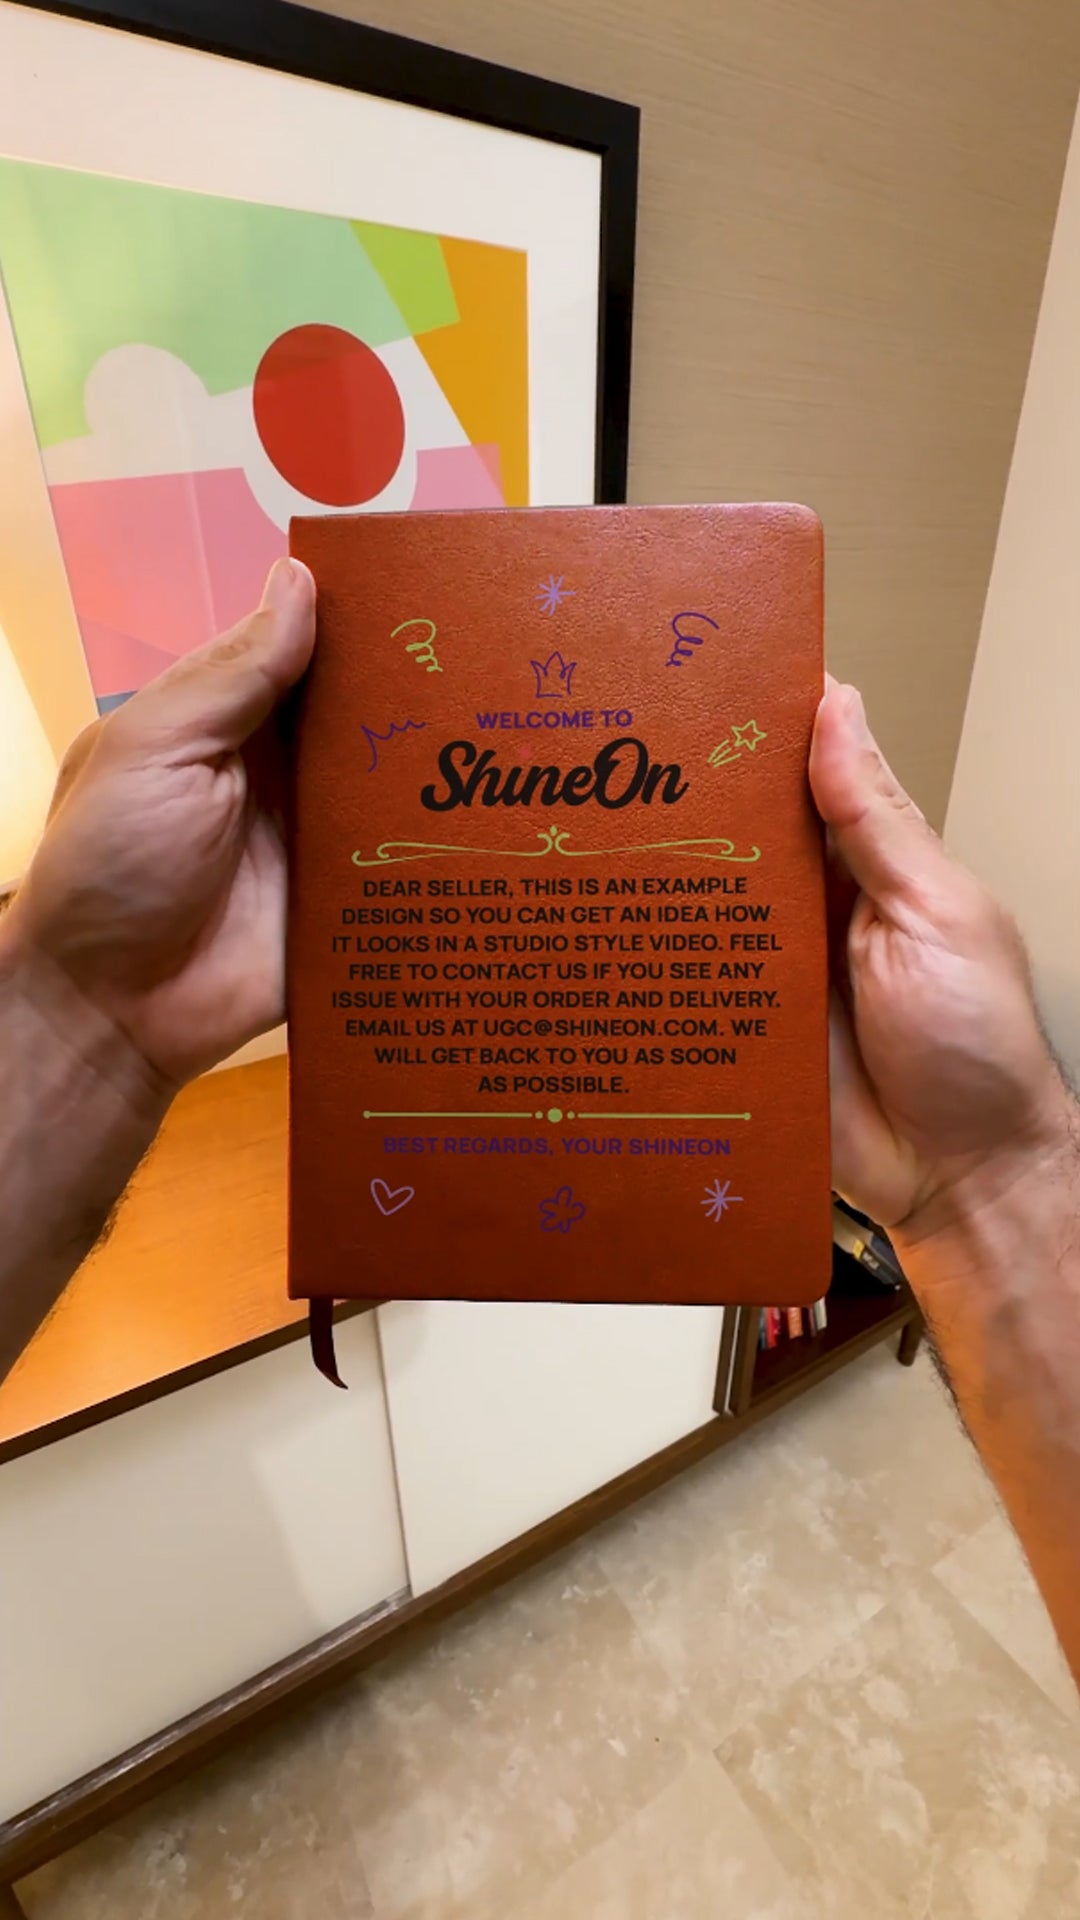 WELCOME TO
ShineOn
DEAR SELLER, THIS IS AN EXAMPLE
DESIGN SO YOU CAN GET AN IDEA HOW
IT LOOKS IN A STUDIO STYLE VIDEO. FEEL
FREE TO CONTACT US IF YOU SEE ANY
ISSUE WITH YOUR ORDER AND DELIVERY.
EMAIL US AT UGC@SHINEON.COM. WE
WILL GET BACK TO YOU AS SOON
AS POSSIBLE.
BEST REGARDS, YOUR SHINEON